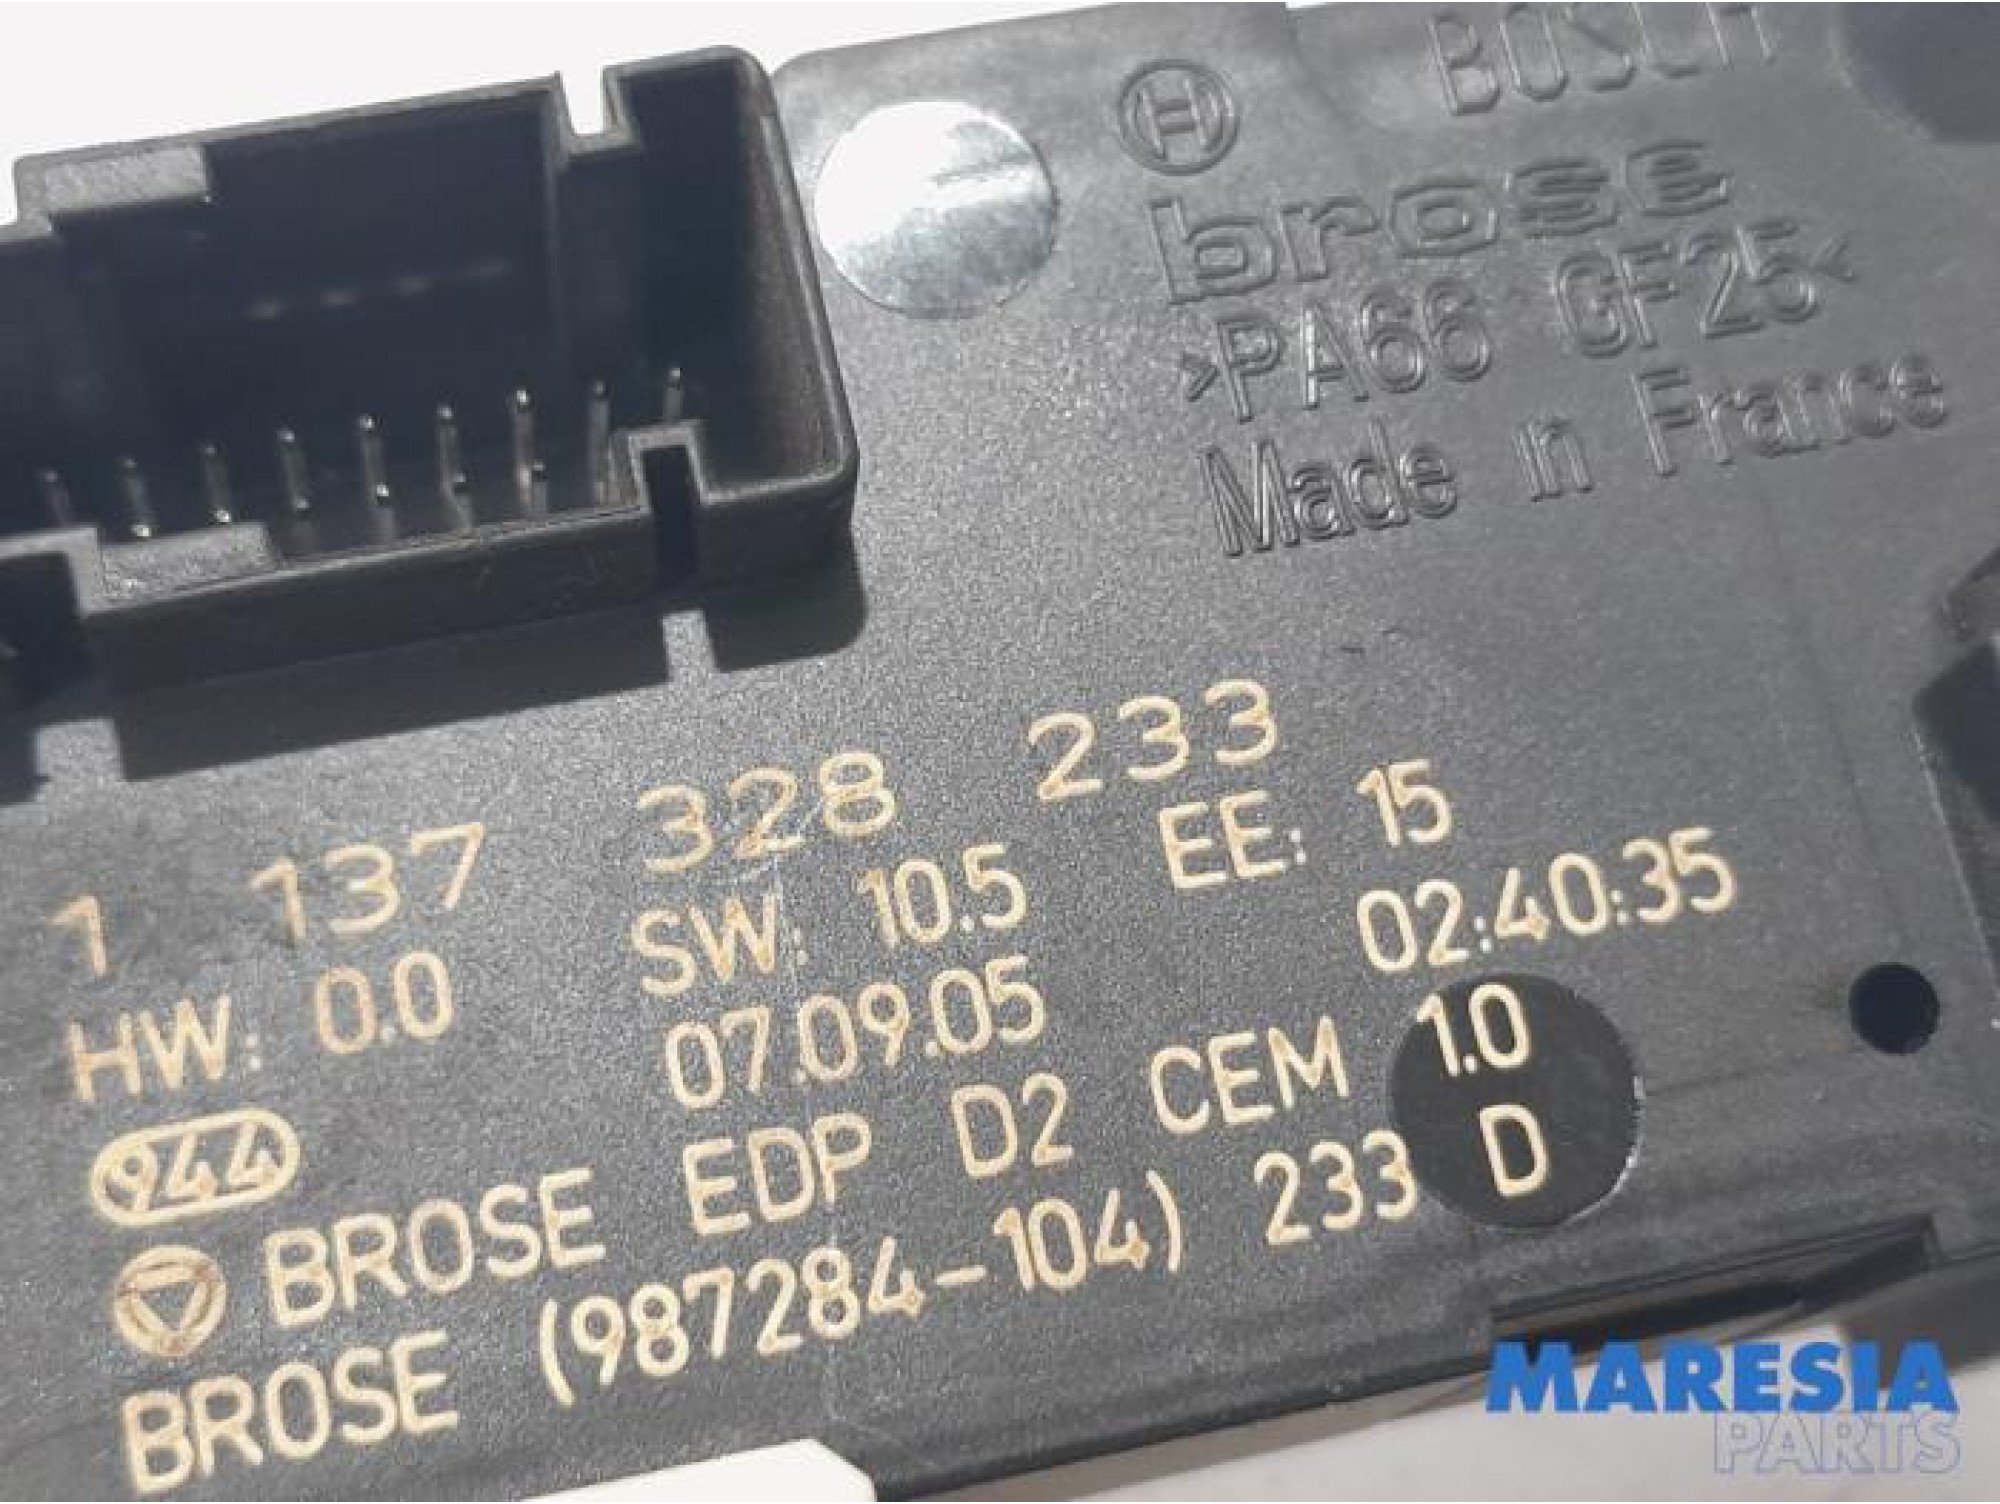 BOSCH
H
brose
>PA66 GF25<
Made in France
1 137 328 233
HW: 0.0 SW: 10.5 EE: 15
944 07.09.05 02:40:35
BROSE EDP D2 CEM 1.0
BROSE (987284-104) 233 D
MARESIA
PARTS